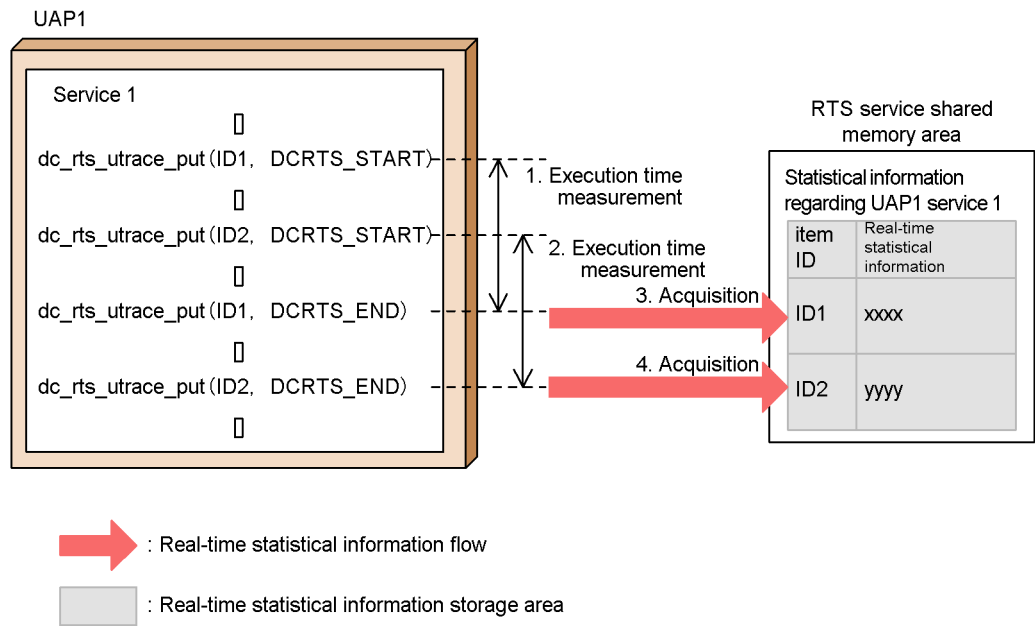 UAP1
Service 1
▯
dc_rts_utrace_put(ID1, DCRTS_START)
▯
dc_rts_utrace_put(ID2, DCRTS_START)
▯
dc_rts_utrace_put(ID1, DCRTS_END)
▯
dc_rts_utrace_put(ID2, DCRTS_END)
▯
1. Execution time
measurement
2. Execution time
measurement
3. Acquisition
4. Acquisition
RTS service shared
memory area
Statistical information
regarding UAP1 service 1
item
ID
Real-time
statistical
information
ID1 xxxx
ID2 yyyy
: Real-time statistical information flow
: Real-time statistical information storage area